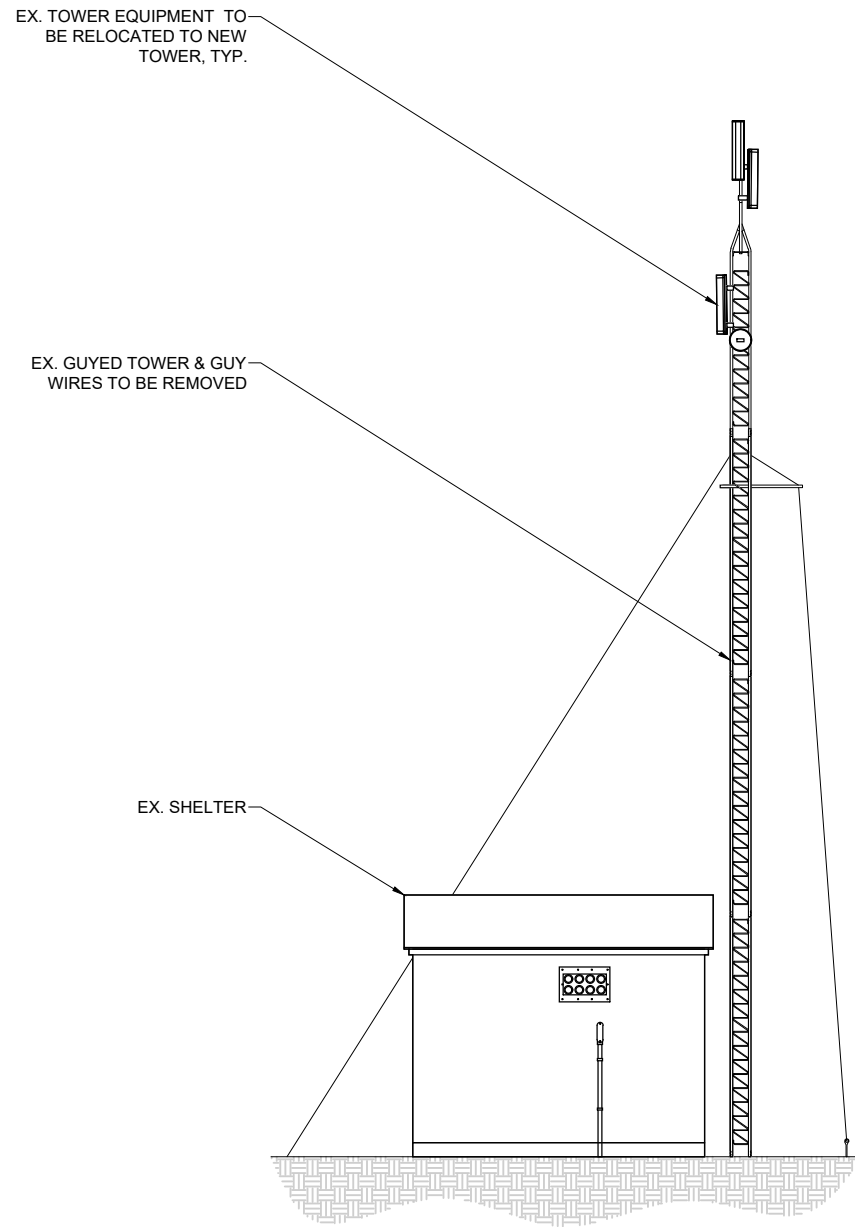 EX. TOWER EQUIPMENT TO
BE RELOCATED TO NEW
TOWER, TYP.
EX. GUYED TOWER & GUY
WIRES TO BE REMOVED
EX. SHELTER